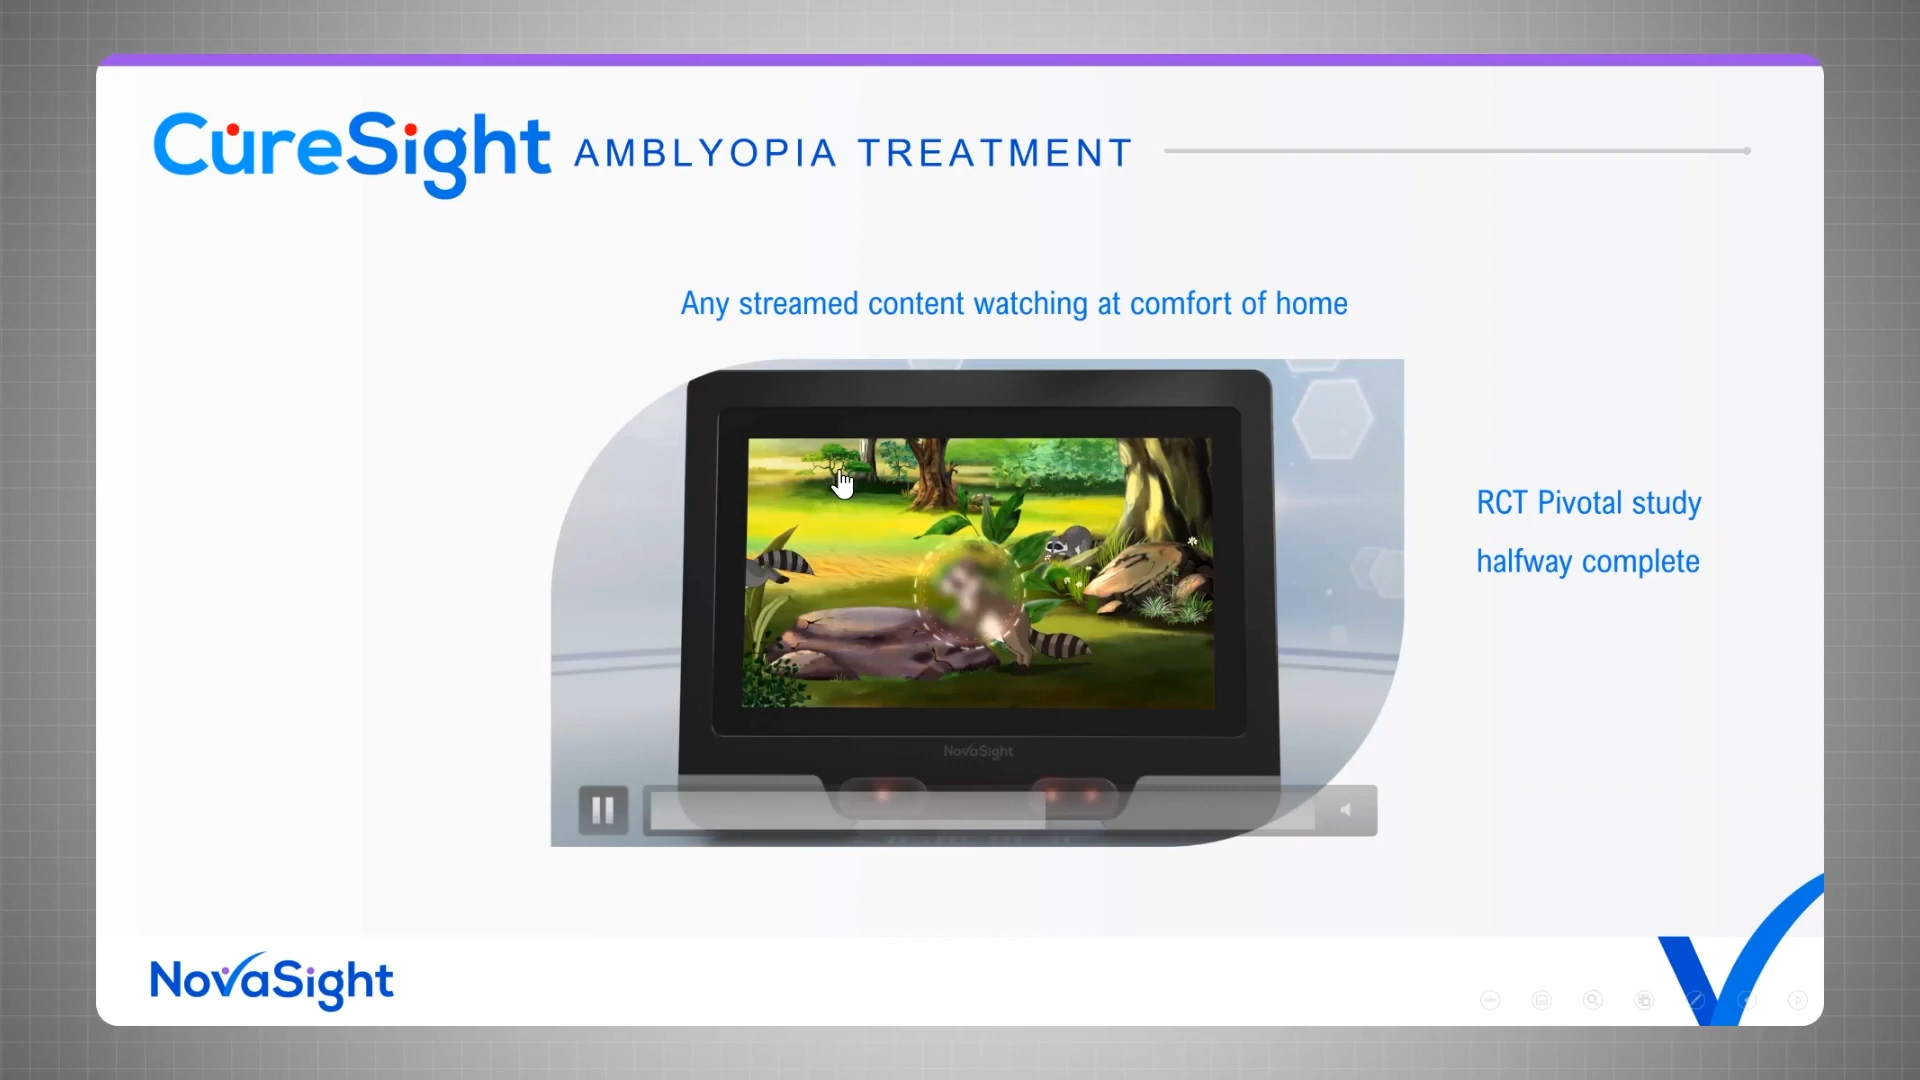 CureSight AMBLYOPIA TREATMENT
Any streamed content watching at comfort of home
RCT Pivotal study
halfway complete
NovaSight
NovaSight